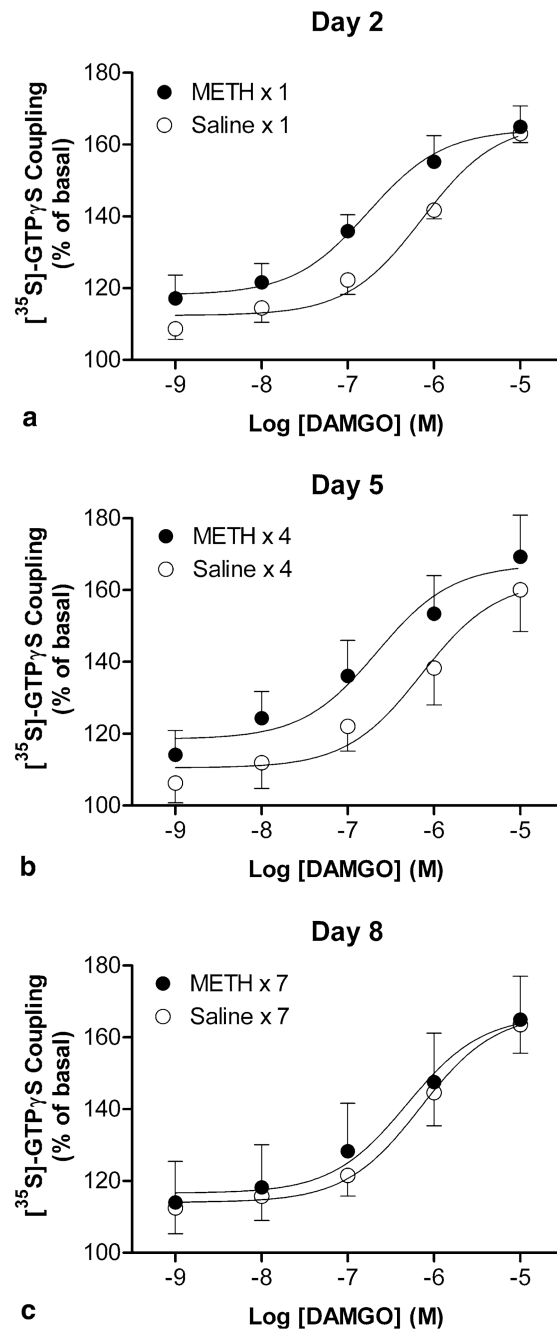 Day 2
180
160
140
120
100
[³⁵S]-GTPγS Coupling
(% of basal)
METH x 1
Saline x 1
-9 -8 -7 -6 -5
Log [DAMGO] (M)
a
Day 5
180
160
140
120
100
[³⁵S]-GTPγS Coupling
(% of basal)
METH x 4
Saline x 4
-9 -8 -7 -6 -5
Log [DAMGO] (M)
b
Day 8
180
160
140
120
100
[³⁵S]-GTPγS Coupling
(% of basal)
METH x 7
Saline x 7
-9 -8 -7 -6 -5
Log [DAMGO] (M)
c